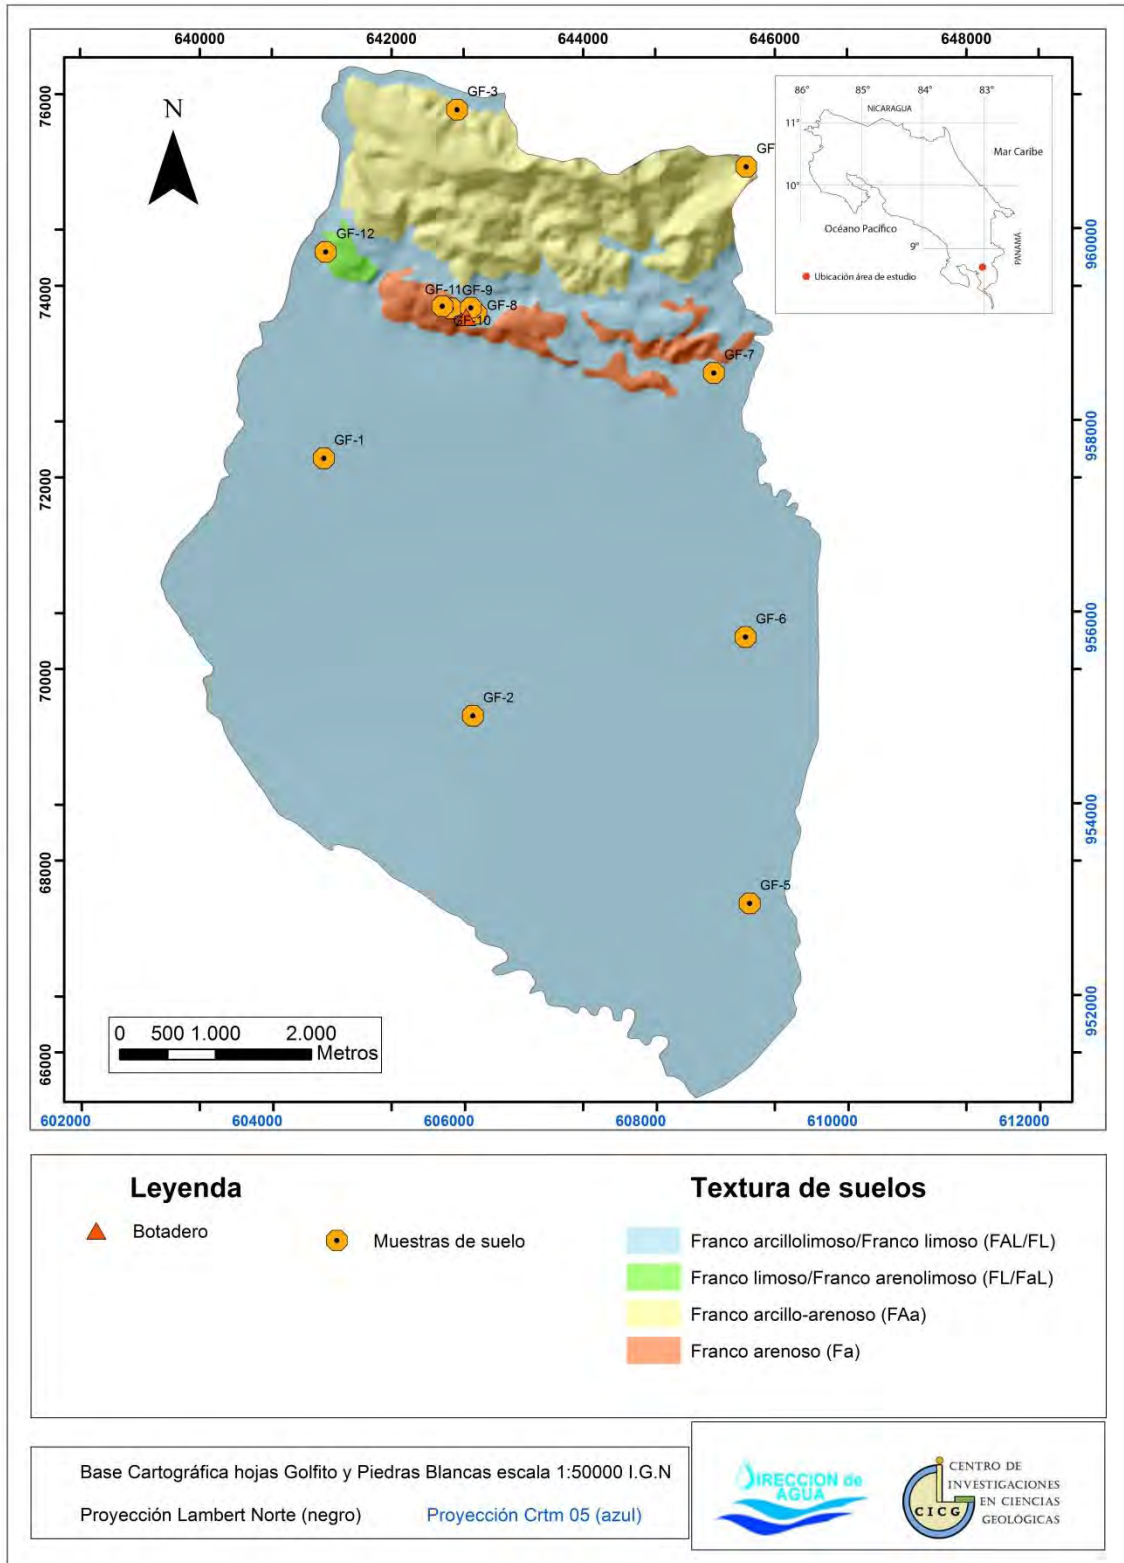 640000 642000 644000 646000 648000
76000
74000
72000
70000
68000
66000
960000
958000
956000
954000
952000
N
GF-3
GF
GF-12
GF-11
GF-9
GF-8
GF-10
GF-7
GF-1
GF-6
GF-2
GF-5
86° 85° 84° 83°
NICARAGUA
11°
Mar Caribe
10°
Océano Pacífico
9°
PANAMÁ
Ubicación área de estudio
0 500 1.000 2.000
Metros
602000 604000 606000 608000 610000 612000
Leyenda
Botadero
Muestras de suelo
Textura de suelos
Franco arcillolimoso/Franco limoso (FAL/FL)
Franco limoso/Franco arenolimoso (FL/FaL)
Franco arcillo-arenoso (FAa)
Franco arenoso (Fa)
Base Cartográfica hojas Golfito y Piedras Blancas escala 1:50000 I.G.N
Proyección Lambert Norte (negro) Proyección Crtm 05 (azul)
DIRECCION de
AGUA
CICG
CENTRO DE
INVESTIGACIONES
EN CIENCIAS
GEOLÓGICAS